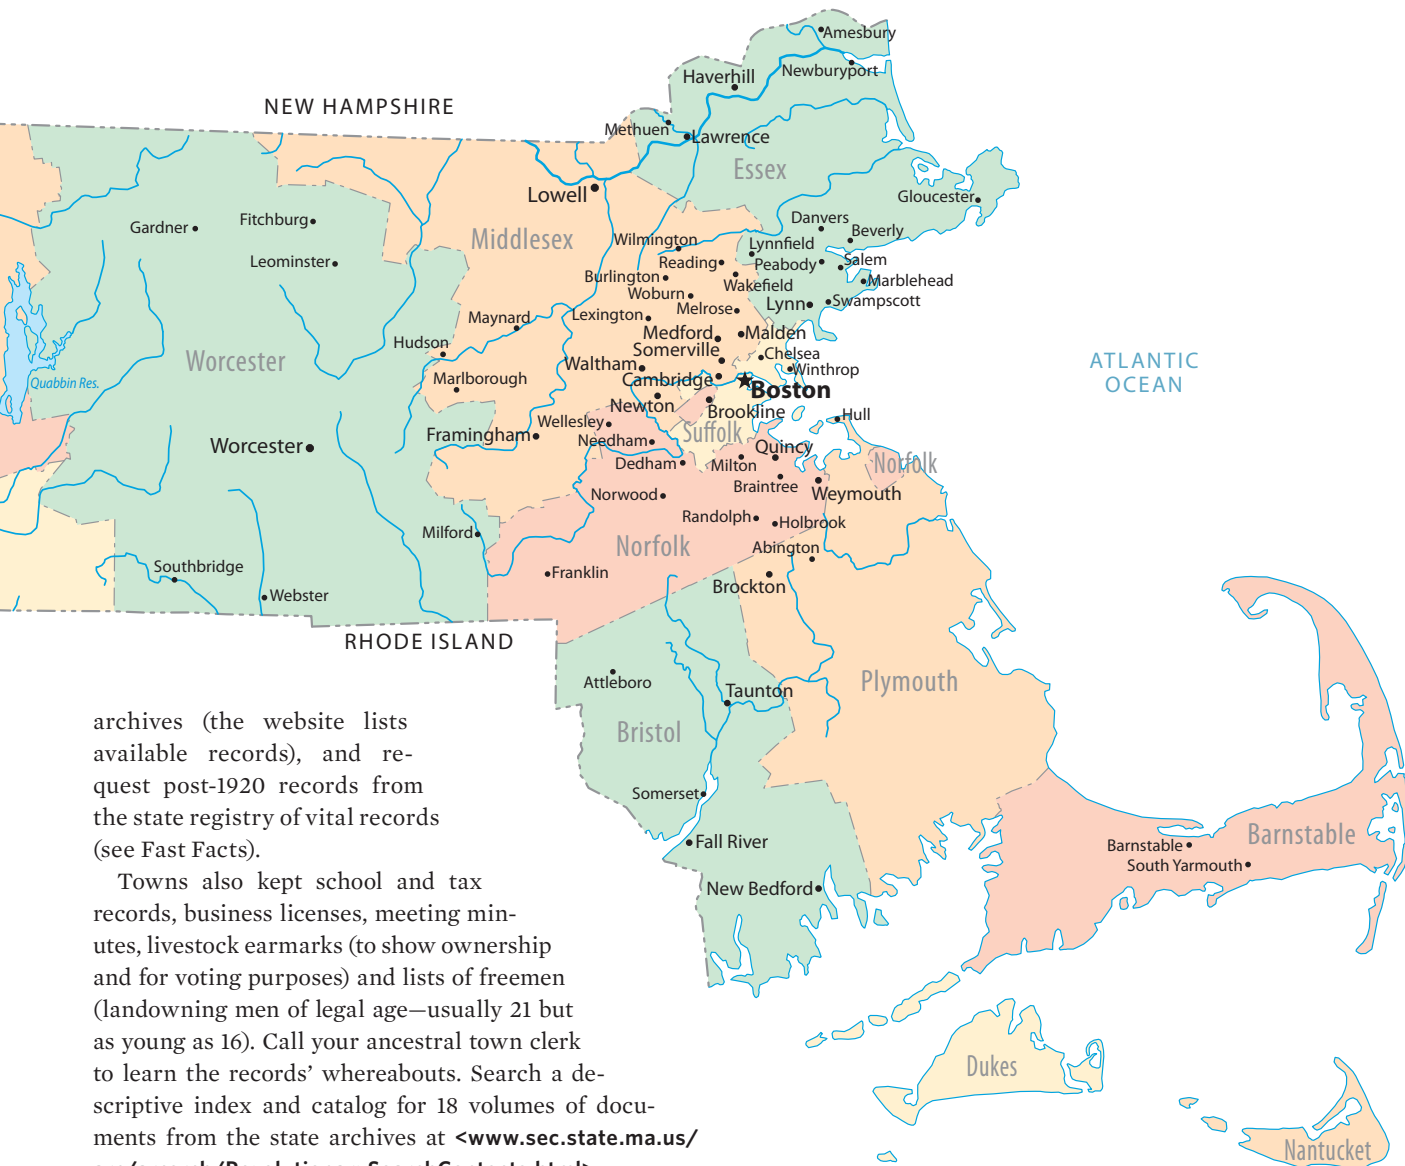 Amesbury
Newburyport
Haverhill
NEW HAMPSHIRE
Methuen
Lawrence
Essex
Lowell
Gloucester
Gardner
Fitchburg
Middlesex
Danvers
Beverly
Wilmington
Lynnfield
Leominster
Reading
Peabody
Salem
Burlington
Wakefield
Marblehead
Woburn
Lynn
Swampscott
Melrose
Maynard
Lexington
Medford
Malden
Hudson
Somerville
Chelsea
Worcester
Waltham
Winthrop
ATLANTIC
OCEAN
Quabbin Res.
Marlborough
Cambridge
Boston
Newton
Brookline
Hull
Wellesley
Suffolk
Framingham
Needham
Worcester
Quincy
Dedham
Milton
Norfolk
Braintree
Norwood
Weymouth
Randolph
Holbrook
Milford
Norfolk
Abington
Southbridge
Franklin
Brockton
Webster
RHODE ISLAND
Attleboro
Taunton
Plymouth
Bristol
Somerset
Fall River
Barnstable
Barnstable
South Yarmouth
New Bedford
Dukes
Nantucket
archives (the website lists
available records), and re-
quest post-1920 records from
the state registry of vital records
(see Fast Facts).
Towns also kept school and tax
records, business licenses, meeting min-
utes, livestock earmarks (to show ownership
and for voting purposes) and lists of freemen
(landowning men of legal age—usually 21 but
as young as 16). Call your ancestral town clerk
to learn the records' whereabouts. Search a de-
scriptive index and catalog for 18 volumes of docu-
ments from the state archives at <www.sec.state.ma.us/